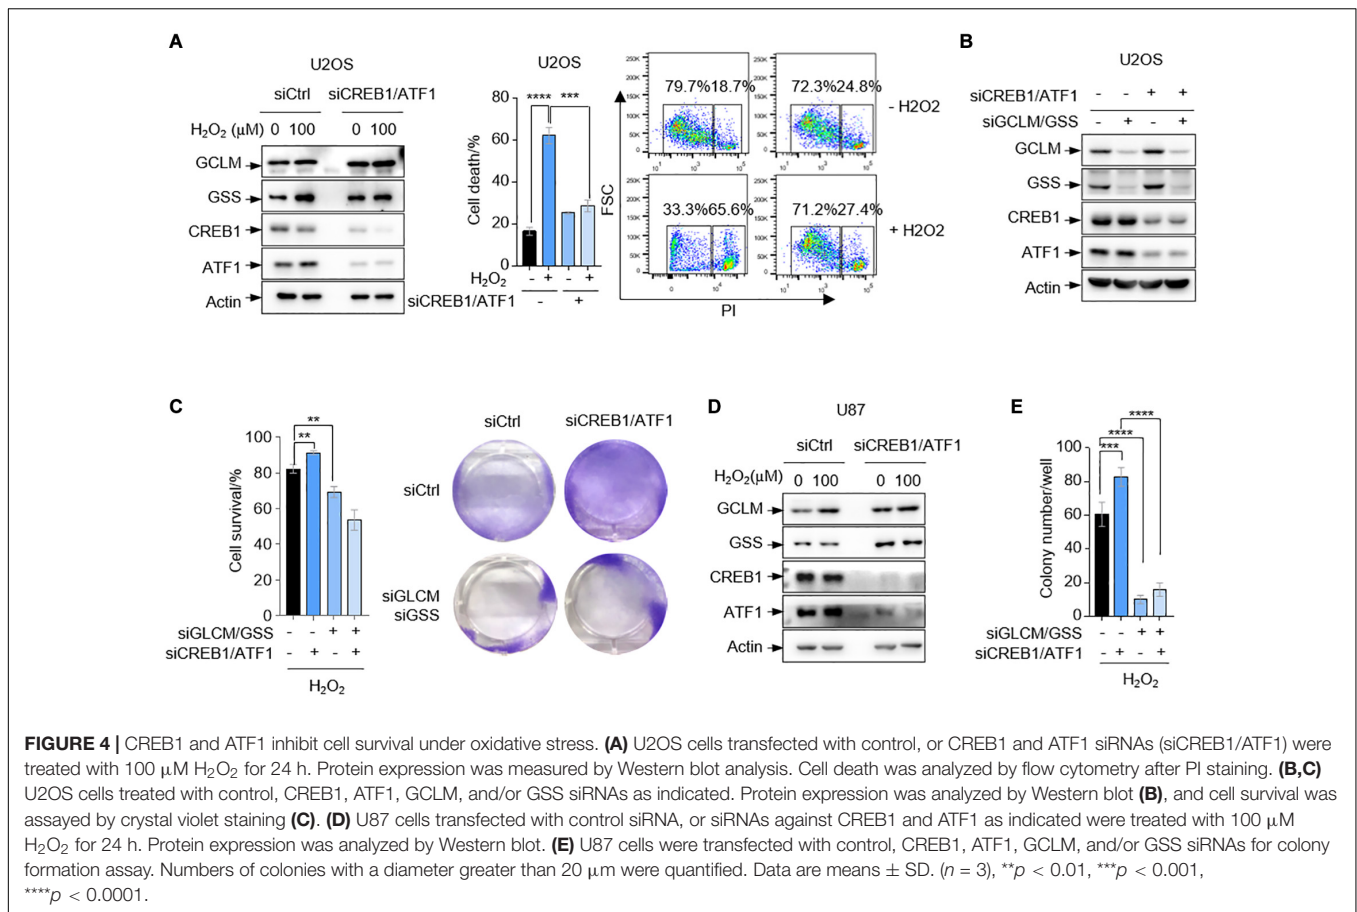 A
U2OS
siCtrl siCREB1/ATF1
H₂O₂ (μM) 0 100 0 100
GCLM
GSS
CREB1
ATF1
Actin
U2OS
**** ***
80
60
40
20
0
Cell death/%
H₂O₂ - + - +
siCREB1/ATF1 - +
79.7% 18.7%
72.3% 24.8%
- H2O2
33.3% 65.6%
71.2% 27.4%
+ H2O2
FSC
PI
B
U2OS
siCREB1/ATF1 - - + +
siGCLM/GSS - + - +
GCLM
GSS
CREB1
ATF1
Actin
C
**
**
100
80
60
40
20
0
Cell survival/%
siGLCM/GSS - - + +
siCREB1/ATF1 - + - +
H₂O₂
siCtrl siCREB1/ATF1
siCtrl
siGLCM
siGSS
D
U87
siCtrl siCREB1/ATF1
H₂O₂(μM) 0 100 0 100
GCLM
GSS
CREB1
ATF1
Actin
E
****
****
***
100
80
60
40
20
0
Colony number/well
siGLCM/GSS - - + +
siCREB1/ATF1 - + - +
H₂O₂
FIGURE 4 | CREB1 and ATF1 inhibit cell survival under oxidative stress. (A) U2OS cells transfected with control, or CREB1 and ATF1 siRNAs (siCREB1/ATF1) were
treated with 100 μM H₂O₂ for 24 h. Protein expression was measured by Western blot analysis. Cell death was analyzed by flow cytometry after PI staining. (B,C)
U2OS cells treated with control, CREB1, ATF1, GCLM, and/or GSS siRNAs as indicated. Protein expression was analyzed by Western blot (B), and cell survival was
assayed by crystal violet staining (C). (D) U87 cells transfected with control siRNA, or siRNAs against CREB1 and ATF1 as indicated were treated with 100 μM
H₂O₂ for 24 h. Protein expression was analyzed by Western blot. (E) U87 cells were transfected with control, CREB1, ATF1, GCLM, and/or GSS siRNAs for colony
formation assay. Numbers of colonies with a diameter greater than 20 μm were quantified. Data are means ± SD. (n = 3), **p < 0.01, ***p < 0.001,
****p < 0.0001.